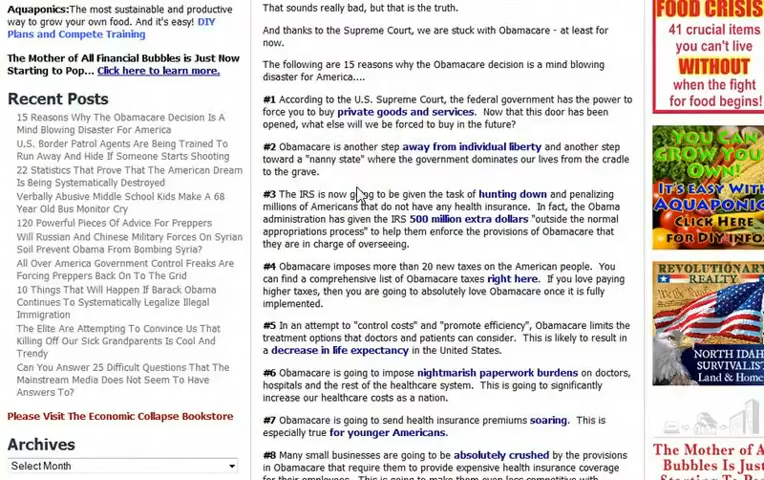 Aquaponics:The most sustainable and productive
way to grow your own food. And it's easy! DIY
Plans and Compete Training
The Mother of All Financial Bubbles is Just Now
Starting to Pop... Click here to learn more.
Recent Posts
15 Reasons Why The Obamacare Decision Is A
Mind Blowing Disaster For America
U.S. Border Patrol Agents Are Being Trained To
Run Away And Hide If Someone Starts Shooting
22 Statistics That Prove That The American Dream
Is Being Systematically Destroyed
Verbally Abusive Middle School Kids Make A 68
Year Old Bus Monitor Cry
120 Powerful Pieces Of Advice For Preppers
Will Russian And Chinese Military Forces On Syrian
Soil Prevent Obama From Bombing Syria?
All Over America Government Control Freaks Are
Forcing Preppers Back On To The Grid
10 Things That Will Happen If Barack Obama
Continues To Systematically Legalize Illegal
Immigration
The Elite Are Attempting To Convince Us That
Killing Off Our Sick Grandparents Is Cool And
Trendy
Can You Answer 25 Difficult Questions That The
Mainstream Media Does Not Seem To Have
Answers To?
Please Visit The Economic Collapse Bookstore
Archives
Select Month
That sounds really bad, but that is the truth.
And thanks to the Supreme Court, we are stuck with Obamacare - at least for
now.
The following are 15 reasons why the Obamacare decision is a mind blowing
disaster for America....
#1 According to the U.S. Supreme Court, the federal government has the power to
force you to buy private goods and services. Now that this door has been
opened, what else will we be forced to buy in the future?
#2 Obamacare is another step away from individual liberty and another step
toward a "nanny state" where the government dominates our lives from the cradle
to the grave.
#3 The IRS is now going to be given the task of hunting down and penalizing
millions of Americans that do not have any health insurance. In fact, the Obama
administration has given the IRS 500 million extra dollars "outside the normal
appropriations process" to help them enforce the provisions of Obamacare that
they are in charge of overseeing.
#4 Obamacare imposes more than 20 new taxes on the American people. You
can find a comprehensive list of Obamacare taxes right here. If you love paying
higher taxes, then you are going to absolutely love Obamacare once it is fully
implemented.
#5 In an attempt to "control costs" and "promote efficiency", Obamacare limits the
treatment options that doctors and patients can consider. This is likely to result in
a decrease in life expectancy in the United States.
#6 Obamacare is going to impose nightmarish paperwork burdens on doctors,
hospitals and the rest of the healthcare system. This is going to significantly
increase our healthcare costs as a nation.
#7 Obamacare is going to send health insurance premiums soaring. This is
especially true for younger Americans.
#8 Many small businesses are going to be absolutely crushed by the provisions
in Obamacare that require them to provide expensive health insurance coverage
for their employees. This is going to make them even less competitive with
FOOD CRISIS
41 crucial items
you can't live
WITHOUT
when the fight
for food begins!
YOU CAN
GROW YOUR
OWN!
IT'S EASY WITH
AQUAPONICS
CLICK HERE
FOR DIY INFO
REVOLUTIONARY
REALTY
NORTH IDAHO
SURVIVALIST
Land & Home
The Mother of A
Bubbles Is Just
Starting To Po